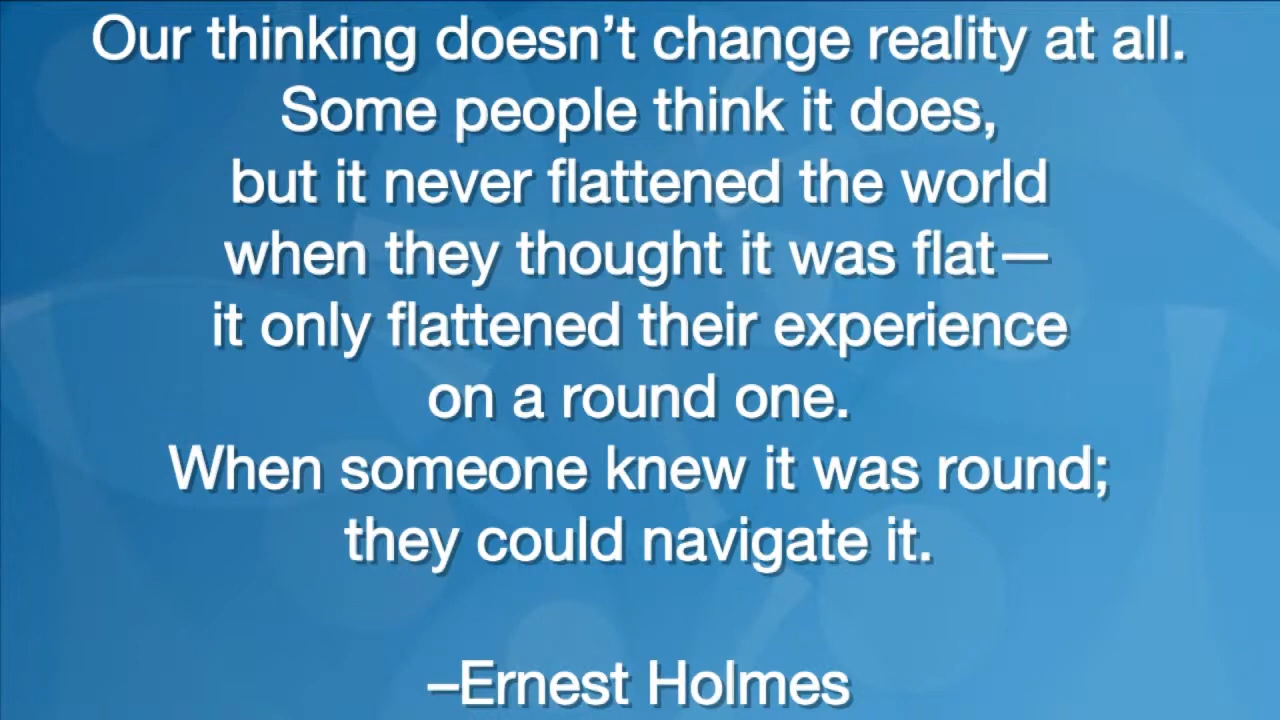 Our thinking doesn’t change reality at all.
Some people think it does,
but it never flattened the world
when they thought it was flat—
it only flattened their experience
on a round one.
When someone knew it was round;
they could navigate it.
–Ernest Holmes